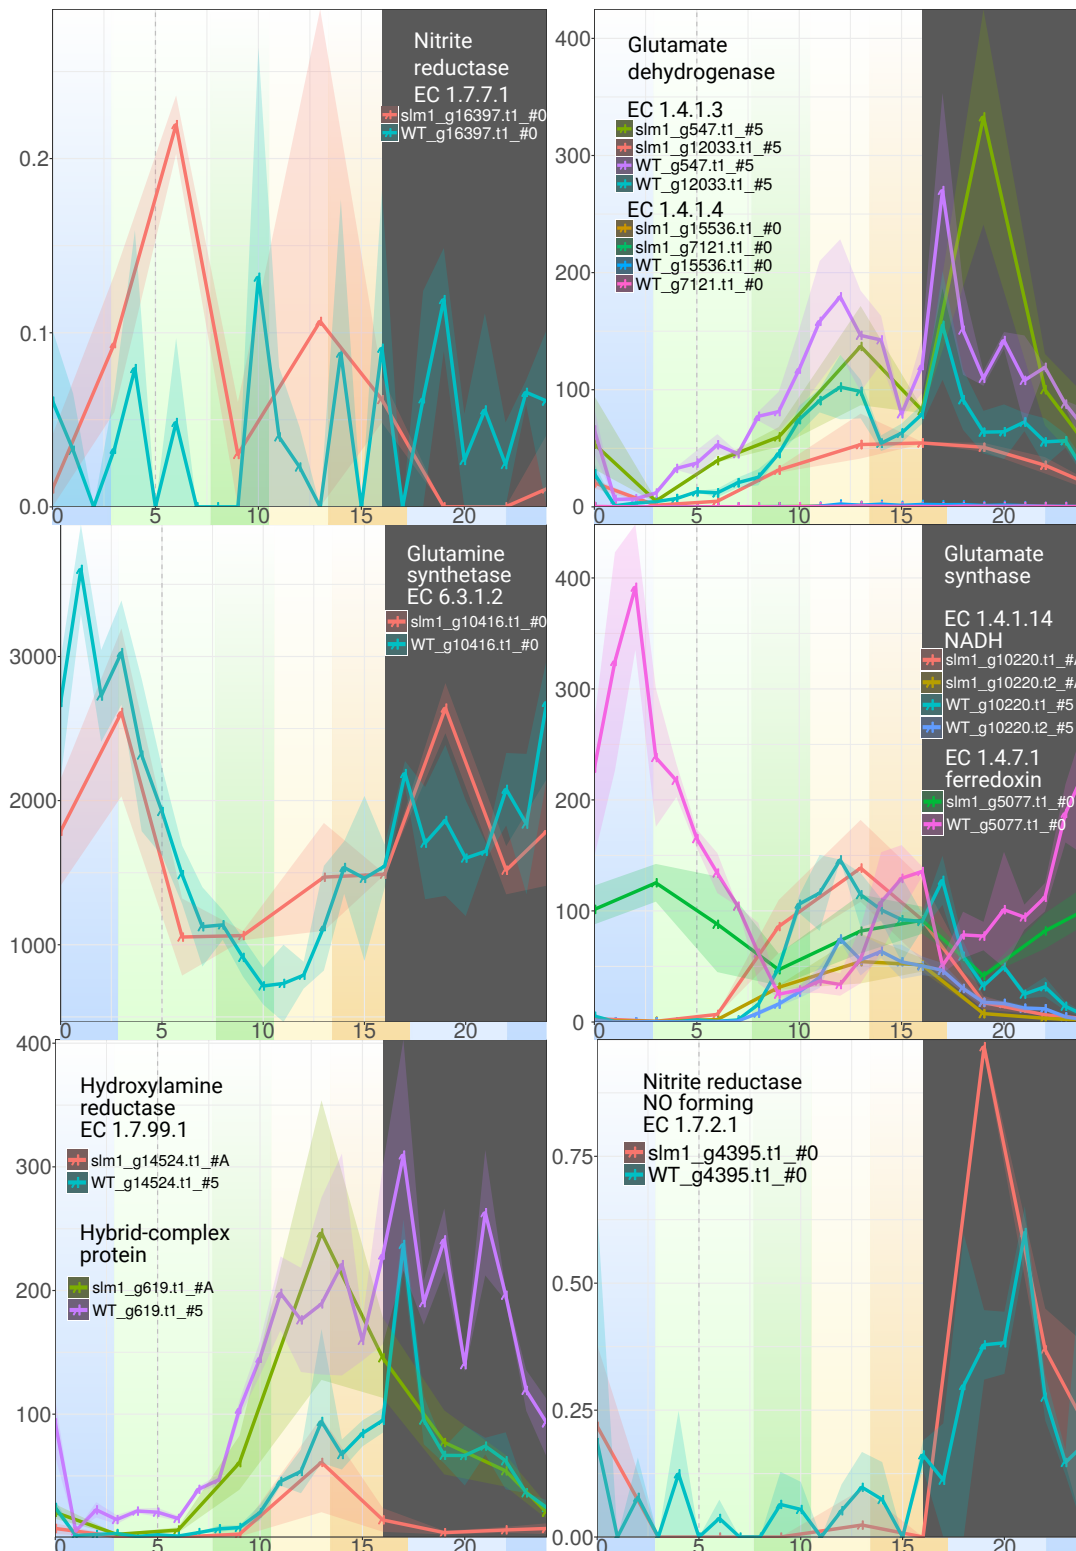 Nitrite
reductase
EC 1.7.7.1
slm1_g16397.t1_#0
WT_g16397.t1_#0
0.2
0.1
0.0
0 5 10 15 20
Glutamate
dehydrogenase
EC 1.4.1.3
slm1_g547.t1_#5
slm1_g12033.t1_#5
WT_g547.t1_#5
WT_g12033.t1_#5
EC 1.4.1.4
slm1_g15536.t1_#0
slm1_g7121.t1_#0
WT_g15536.t1_#0
WT_g7121.t1_#0
400
300
200
100
0
0 5 10 15 20
Glutamine
synthetase
EC 6.3.1.2
slm1_g10416.t1_#0
WT_g10416.t1_#0
3000
2000
1000
0 5 10 15 20
Glutamate
synthase
EC 1.4.1.14
NADH
slm1_g10220.t1_#A
slm1_g10220.t2_#A
WT_g10220.t1_#5
WT_g10220.t2_#5
EC 1.4.7.1
ferredoxin
slm1_g5077.t1_#0
WT_g5077.t1_#0
400
300
200
100
0
0 5 10 15 20
Hydroxylamine
reductase
EC 1.7.99.1
slm1_g14524.t1_#A
WT_g14524.t1_#5
Hybrid-complex
protein
slm1_g619.t1_#A
WT_g619.t1_#5
400
300
200
100
0 5 10 15 20
Nitrite reductase
NO forming
EC 1.7.2.1
slm1_g4395.t1_#0
WT_g4395.t1_#0
0.75
0.50
0.25
0.00
0 5 10 15 20